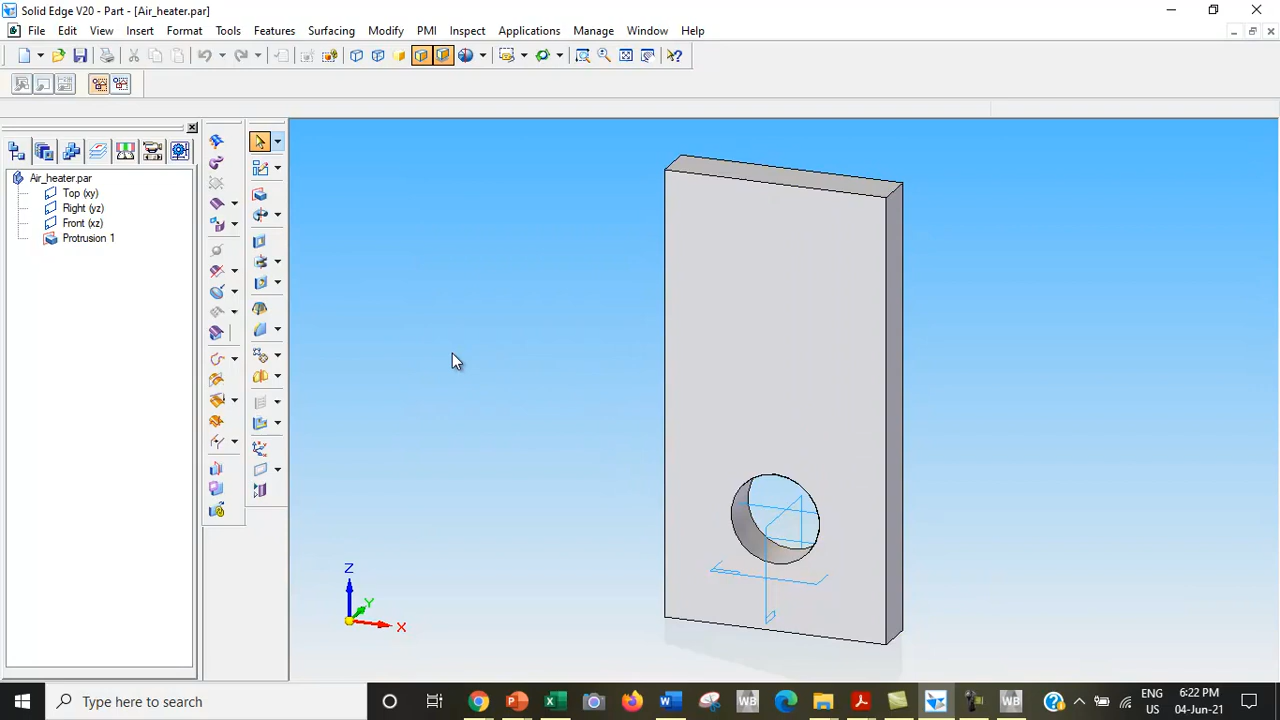 Solid Edge V20 - Part - [Air_heater.par]
File Edit View Insert Format Tools Features Surfacing Modify PMI Inspect Applications Manage Window Help
Air_heater.par
Top (xy)
Right (yz)
Front (xz)
Protrusion 1
Z
Y
X
Type here to search
ENG
US
6:22 PM
04-Jun-21